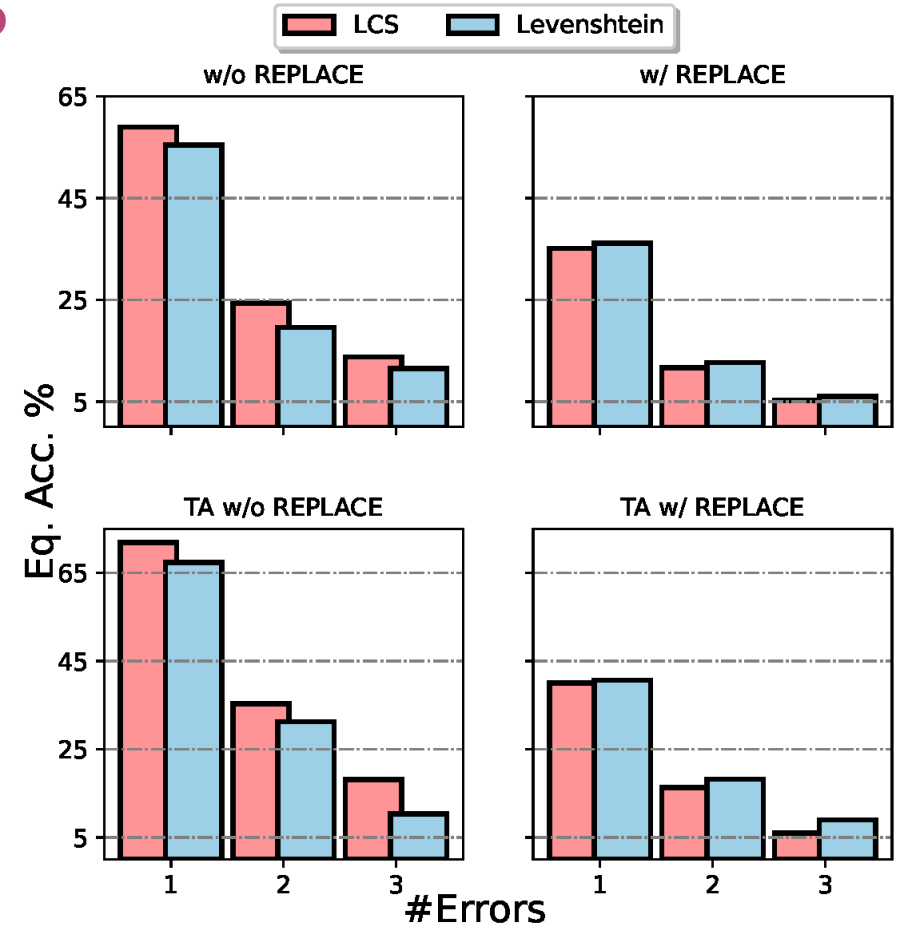 LCS Levenshtein
w/o REPLACE w/ REPLACE
65
45
25
5
Eq. Acc. %
TA w/o REPLACE TA w/ REPLACE
65
45
25
5
1 2 3 1 2 3
#Errors